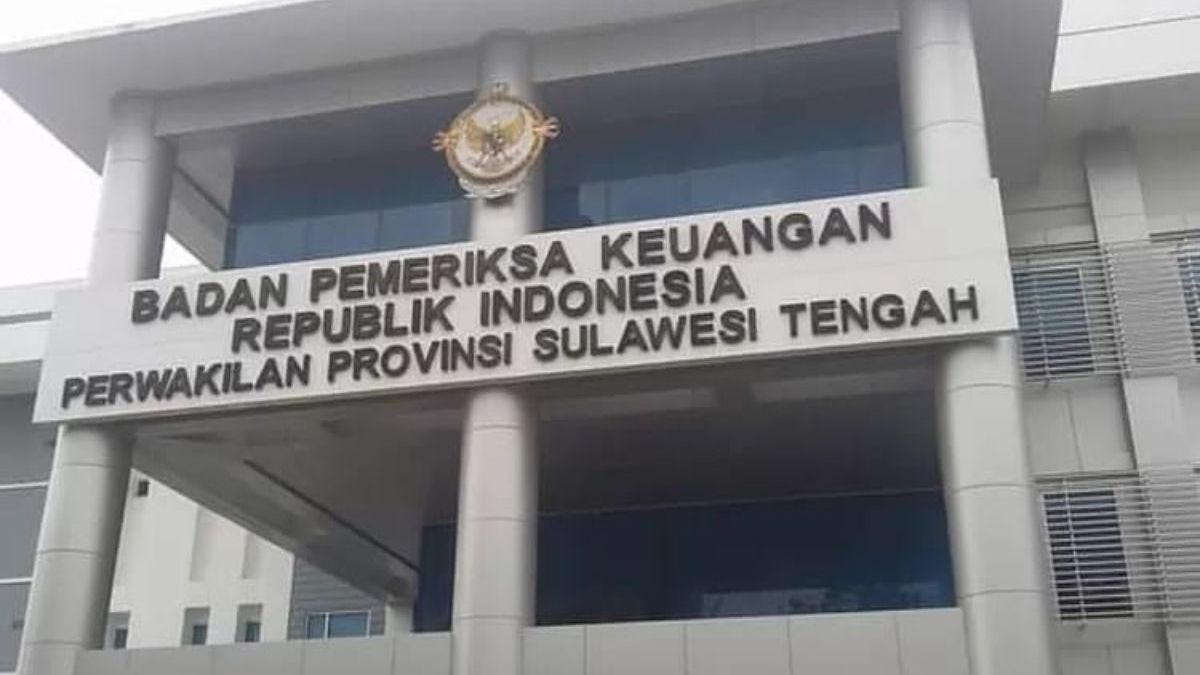 BADAN PEMERIKSA KEUANGAN
REPUBLIK INDONESIA
PERWAKILAN PROVINSI SULAWESI TENGAH